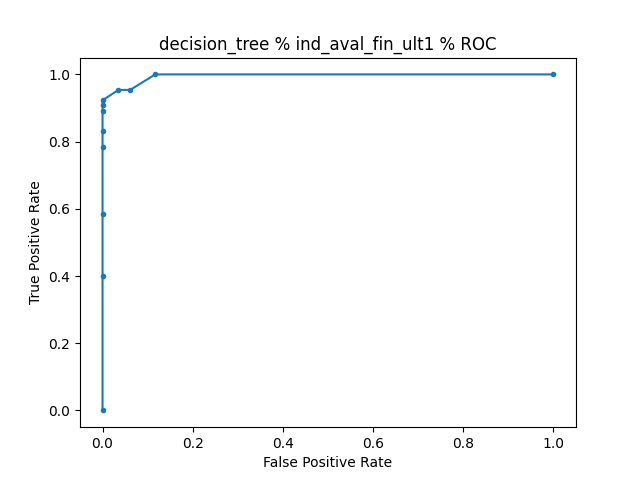 decision_tree % ind_aval_fin_ult1 % ROC
1.0
0.8
0.6
0.4
0.2
0.0
True Positive Rate
0.0 0.2 0.4 0.6 0.8 1.0
False Positive Rate